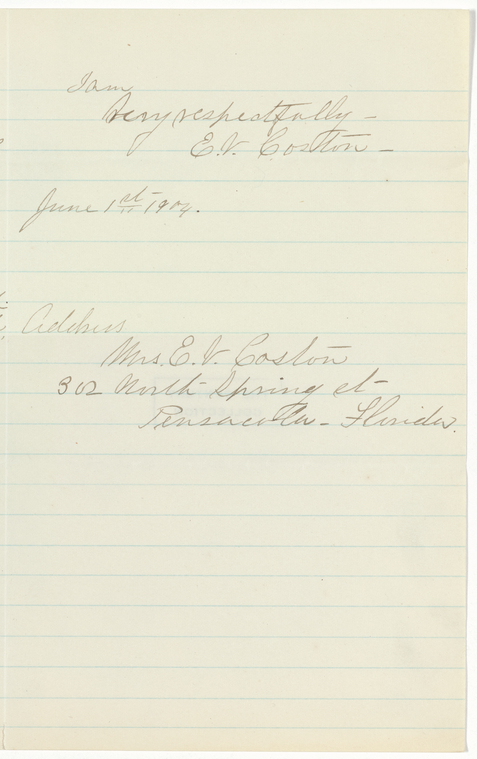 I am
Very respectfully -
E.V. Coston -
June 1st 1904.
Address
Mrs. E. V. Coston
302 North Spring st
Pensacola - Florida.